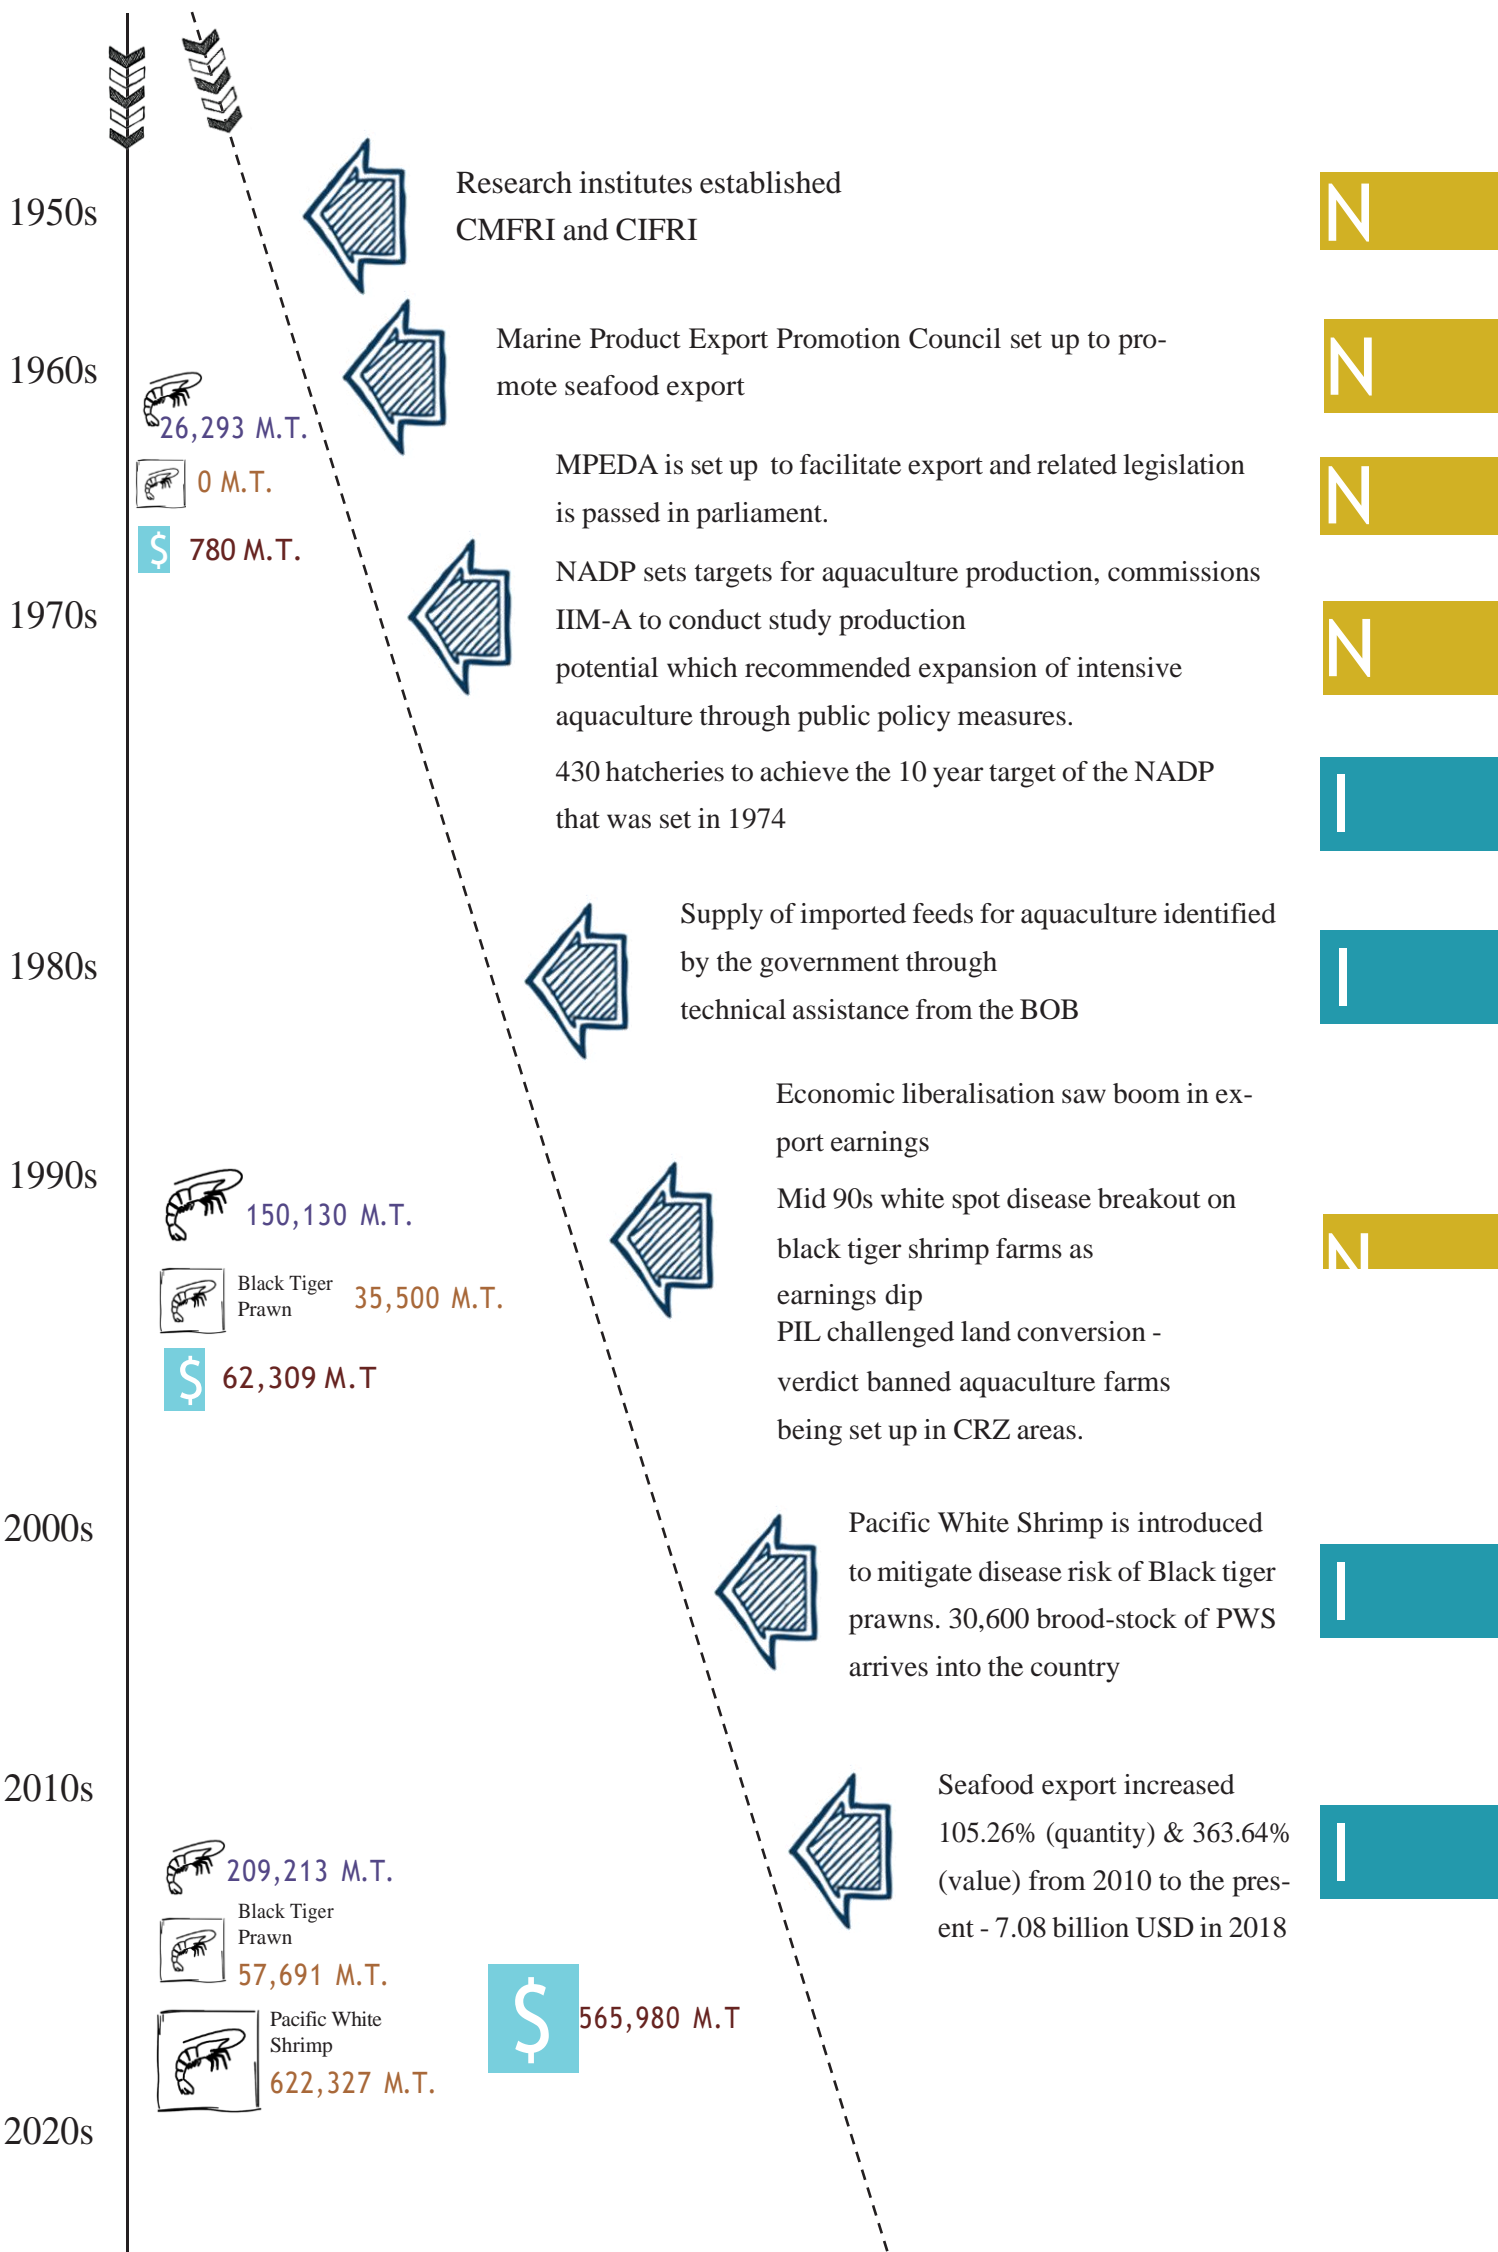 1950s
Research institutes established
CMFRI and CIFRI
N
1960s
Marine Product Export Promotion Council set up to pro-
mote seafood export
N
26,293 M.T.
0 M.T.
$ 780 M.T.
MPEDA is set up to facilitate export and related legislation
is passed in parliament.
N
1970s
NADP sets targets for aquaculture production, commissions
IIM-A to conduct study production
potential which recommended expansion of intensive
aquaculture through public policy measures.
N
430 hatcheries to achieve the 10 year target of the NADP
that was set in 1974
I
1980s
Supply of imported feeds for aquaculture identified
by the government through
technical assistance from the BOB
I
1990s
Economic liberalisation saw boom in ex-
port earnings
Mid 90s white spot disease breakout on
black tiger shrimp farms as
earnings dip
PIL challenged land conversion -
verdict banned aquaculture farms
being set up in CRZ areas.
N
150,130 M.T.
Black Tiger
Prawn
35,500 M.T.
$ 62,309 M.T
2000s
Pacific White Shrimp is introduced
to mitigate disease risk of Black tiger
prawns. 30,600 brood-stock of PWS
arrives into the country
I
2010s
Seafood export increased
105.26% (quantity) & 363.64%
(value) from 2010 to the pres-
ent - 7.08 billion USD in 2018
I
209,213 M.T.
Black Tiger
Prawn
57,691 M.T.
Pacific White
Shrimp
622,327 M.T.
$ 565,980 M.T
2020s